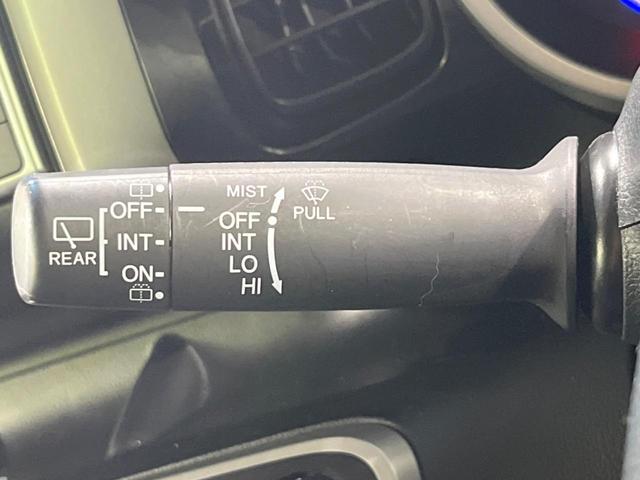 OFF
INT
ON
REAR
MIST
OFF
INT
LO
HI
PULL